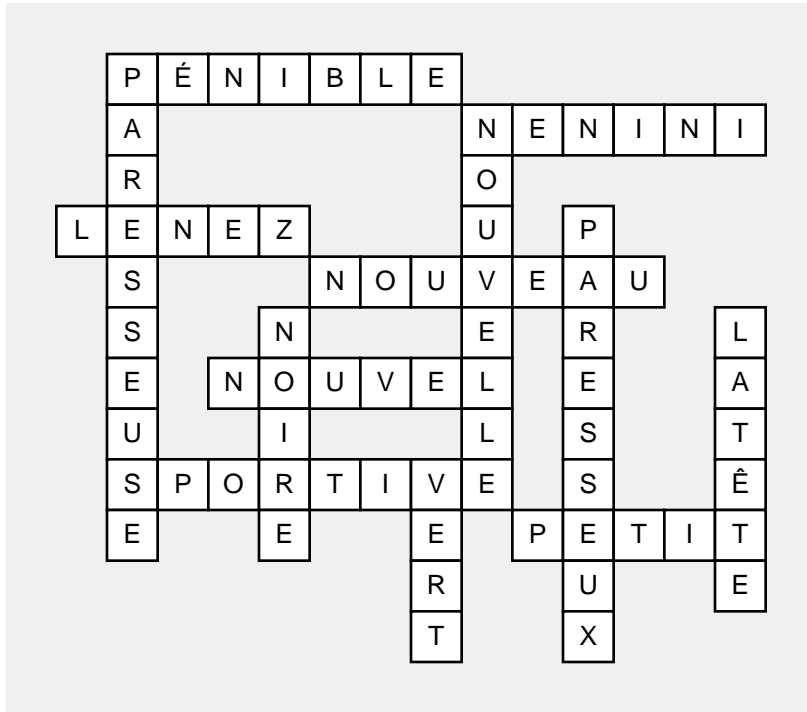 PÉNIBLE
A NENINI
R O
LENEZ U P
S NOUVEAU
S N E R L
E NOUVEL E A
U I L S T
SPORTIVE S Ê
E E E PETIT
R U E
T X